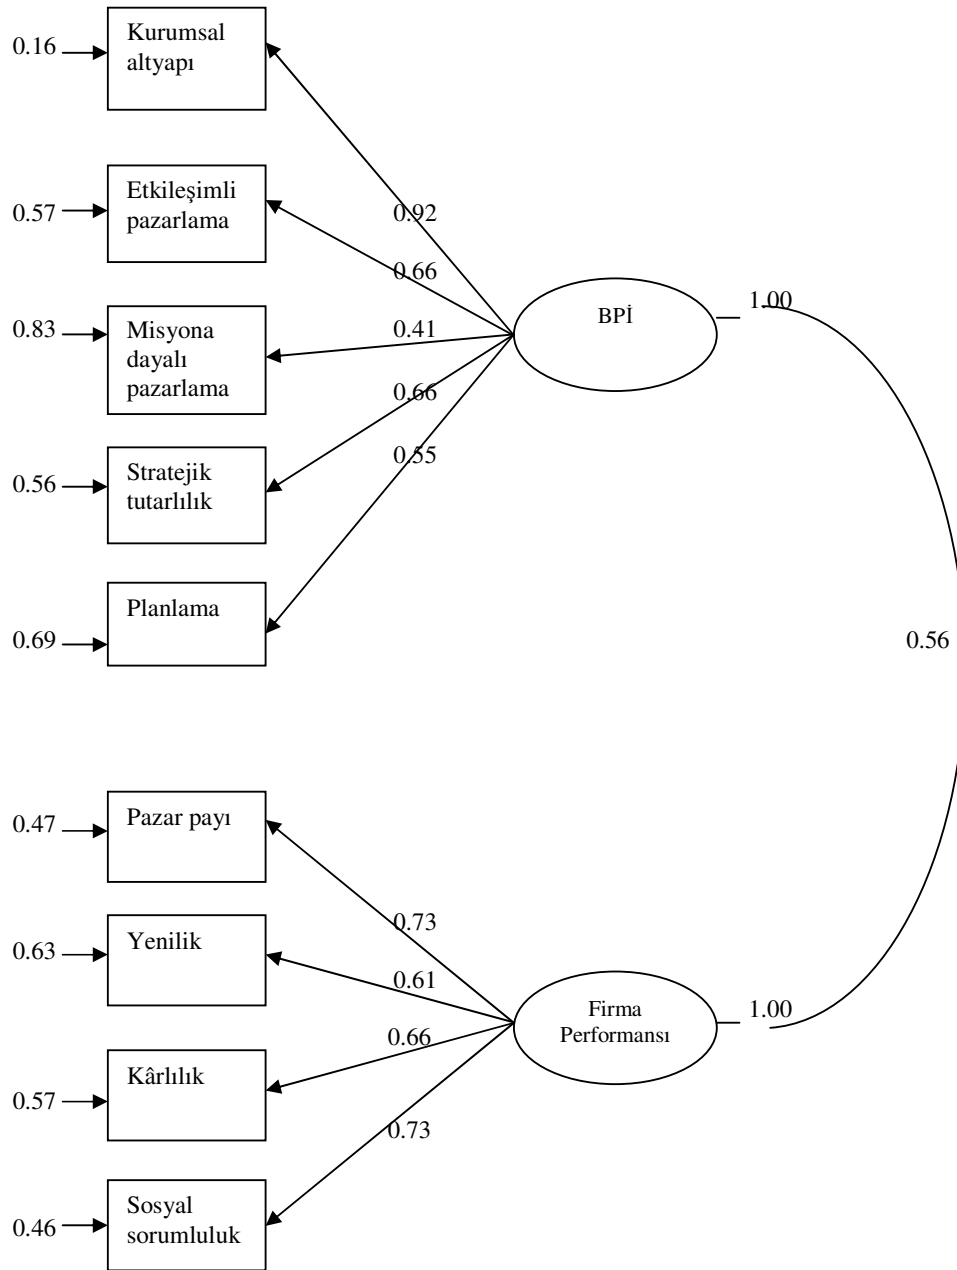 0.16
Kurumsal
altyapı
0.57
Etkileşimli
pazarlama
0.92
0.66
0.83
Misyona
dayalı
pazarlama
0.41
BPİ
1.00
0.66
0.56
Stratejik
tutarlılık
0.55
0.69
Planlama
0.56
0.47
Pazar payı
0.73
0.63
Yenilik
0.61
Firma
Performansı
1.00
0.66
0.57
Kârlılık
0.73
0.46
Sosyal
sorumluluk